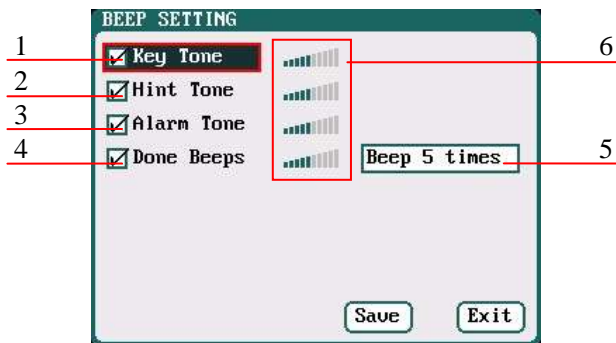 BEEP SETTING
1 Key Tone 6
2 Hint Tone
3 Alarm Tone
4 Done Beeps Beep 5 times 5
Save Exit